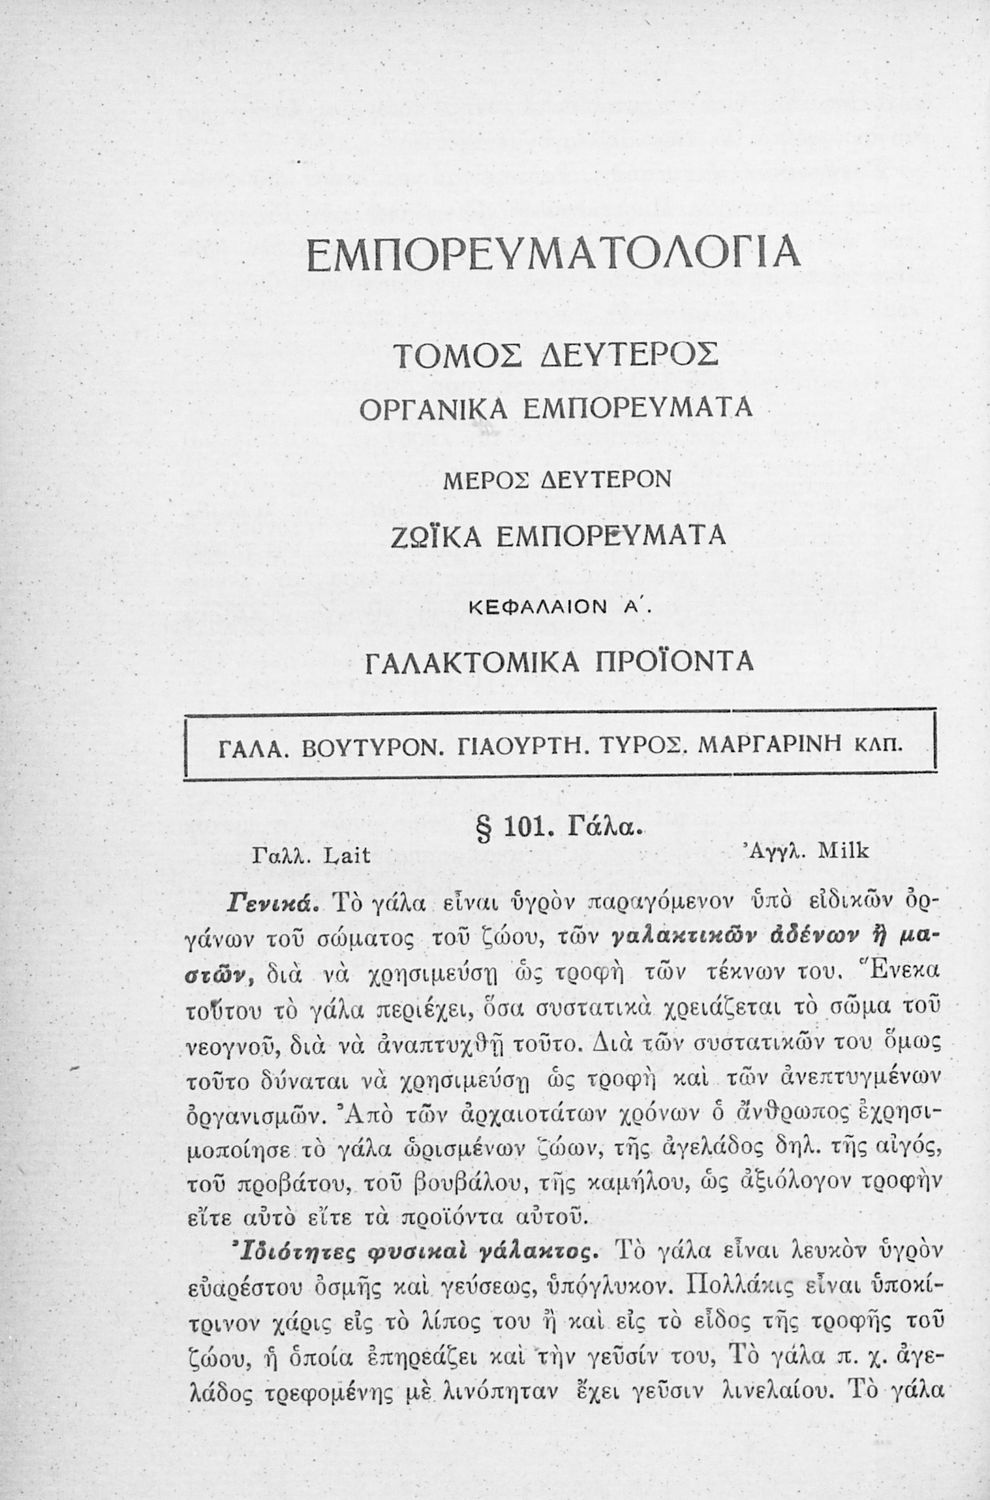 ΕΜΠΟΡΕΥΜΑΤΟΛΟΓΙΑ
ΤΟΜΟΣ ΔΕΥΤΕΡΟΣ
ΟΡΓΑΝΙΚΑ ΕΜΠΟΡΕΥΜΑΤΑ
ΜΕΡΟΣ ΔΕΥΤΕΡΟΝ
ΖΩΪΚΑ ΕΜΠΟΡΕΥΜΑΤΑ
ΚΕΦΑΛΑΙΟΝ Α΄.
ΓΑΛΑΚΤΟΜΙΚΑ ΠΡΟΪΟΝΤΑ
ΓΑΛΑ. ΒΟΥΤΥΡΟΝ. ΓΙΑΟΥΡΤΗ. ΤΥΡΟΣ. ΜΑΡΓΑΡΙΝΗ ΚΛΠ.
§ 101. Γάλα.
Γαλλ. Lait Ἀγγλ. Milk
Γενικά. Τὸ γάλα εἶναι ὑγρὸν παραγόμενον ὑπὸ εἰδικῶν ὀρ-
γάνων τοῦ σώματος τοῦ ζώου, τῶν γαλακτικῶν ἀδένων ἢ μα-
στῶν, διὰ νὰ χρησιμεύσῃ ὡς τροφὴ τῶν τέκνων του. Ἕνεκα
τούτου τὸ γάλα περιέχει, ὅσα συστατικὰ χρειάζεται τὸ σῶμα τοῦ
νεογνοῦ, διὰ νὰ ἀναπτυχθῇ τοῦτο. Διὰ τῶν συστατικῶν του ὅμως
τοῦτο δύναται νὰ χρησιμεύσῃ ὡς τροφὴ καὶ τῶν ἀνεπτυγμένων
ὀργανισμῶν. Ἀπὸ τῶν ἀρχαιοτάτων χρόνων ὁ ἄνθρωπος ἐχρησι-
μοποίησε τὸ γάλα ὡρισμένων ζώων, τῆς ἀγελάδος δηλ. τῆς αἰγός,
τοῦ προβάτου, τοῦ βουβάλου, τῆς καμήλου, ὡς ἀξιόλογον τροφὴν
εἴτε αὐτὸ εἴτε τὰ προϊόντα αὐτοῦ.
Ἰδιότητες φυσικαὶ γάλακτος. Τὸ γάλα εἶναι λευκὸν ὑγρὸν
εὐαρέστου ὀσμῆς καὶ γεύσεως, ὑπόγλυκον. Πολλάκις εἶναι ὑποκί-
τρινον χάρις εἰς τὸ λίπος του ἢ καὶ εἰς τὸ εἶδος τῆς τροφῆς τοῦ
ζώου, ἡ ὁποία ἐπηρεάζει καὶ τὴν γεῦσίν του, Τὸ γάλα π. χ. ἀγε-
λάδος τρεφομένης μὲ λινόπηταν ἔχει γεῦσιν λινελαίου. Τὸ γάλα